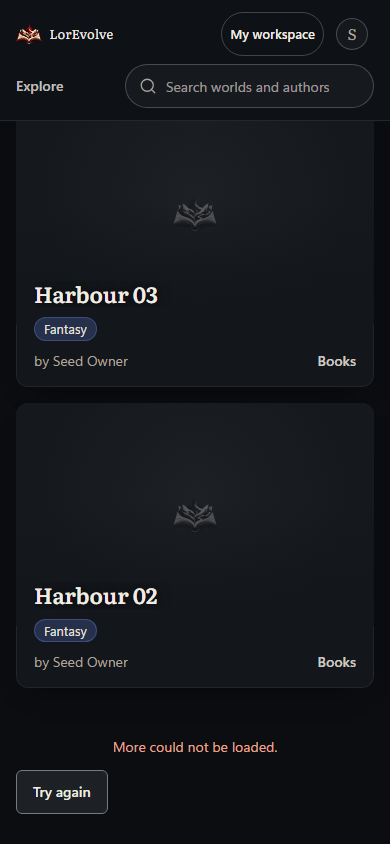 LorEvolve
My workspace
S
Explore
Search worlds and authors
Harbour 03
Fantasy
by Seed Owner
Books
Harbour 02
Fantasy
by Seed Owner
Books
More could not be loaded.
Try again